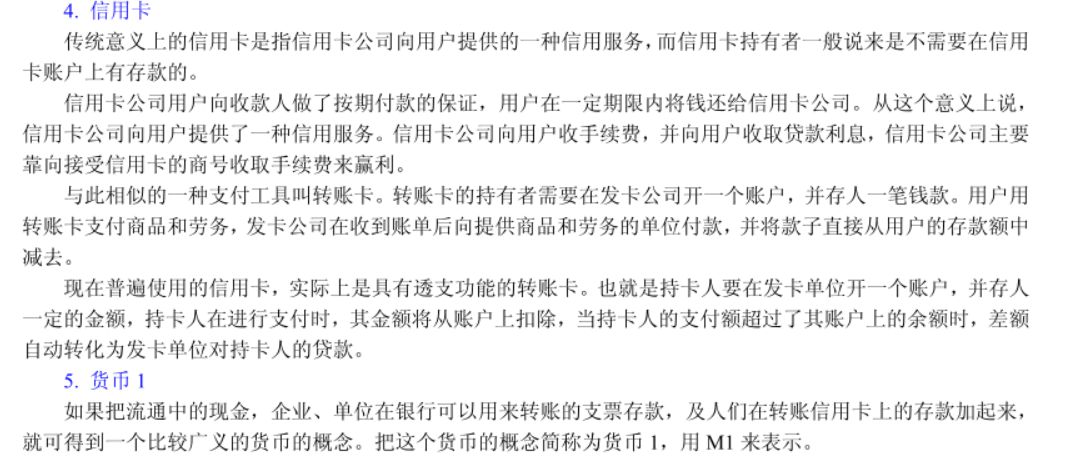 4. 信用卡
传统意义上的信用卡是指信用卡公司向用户提供的一种信用服务，而信用卡持有者一般说来是不需要在信用
卡账户上有存款的。
信用卡公司用户向收款人做了按期付款的保证，用户在一定期限内将钱还给信用卡公司。从这个意义上说，
信用卡公司向用户提供了一种信用服务。信用卡公司向用户收手续费，并向用户收取贷款利息，信用卡公司主要
靠向接受信用卡的商号收取手续费来赢利。
与此相似的一种支付工具叫转账卡。转账卡的持有者需要在发卡公司开一个账户，并存人一笔钱款。用户用
转账卡支付商品和劳务，发卡公司在收到账单后向提供商品和劳务的单位付款，并将款子直接从用户的存款额中
减去。
现在普遍使用的信用卡，实际上是具有透支功能的转账卡。也就是持卡人要在发卡单位开一个账户，并存人
一定的金额，持卡人在进行支付时，其金额将从账户上扣除，当持卡人的支付额超过了其账户上的余额时，差额
自动转化为发卡单位对持卡人的贷款。
5. 货币 1
如果把流通中的现金，企业、单位在银行可以用来转账的支票存款，及人们在转账信用卡上的存款加起来，
就可得到一个比较广义的货币的概念。把这个货币的概念简称为货币 1，用 M1 来表示。